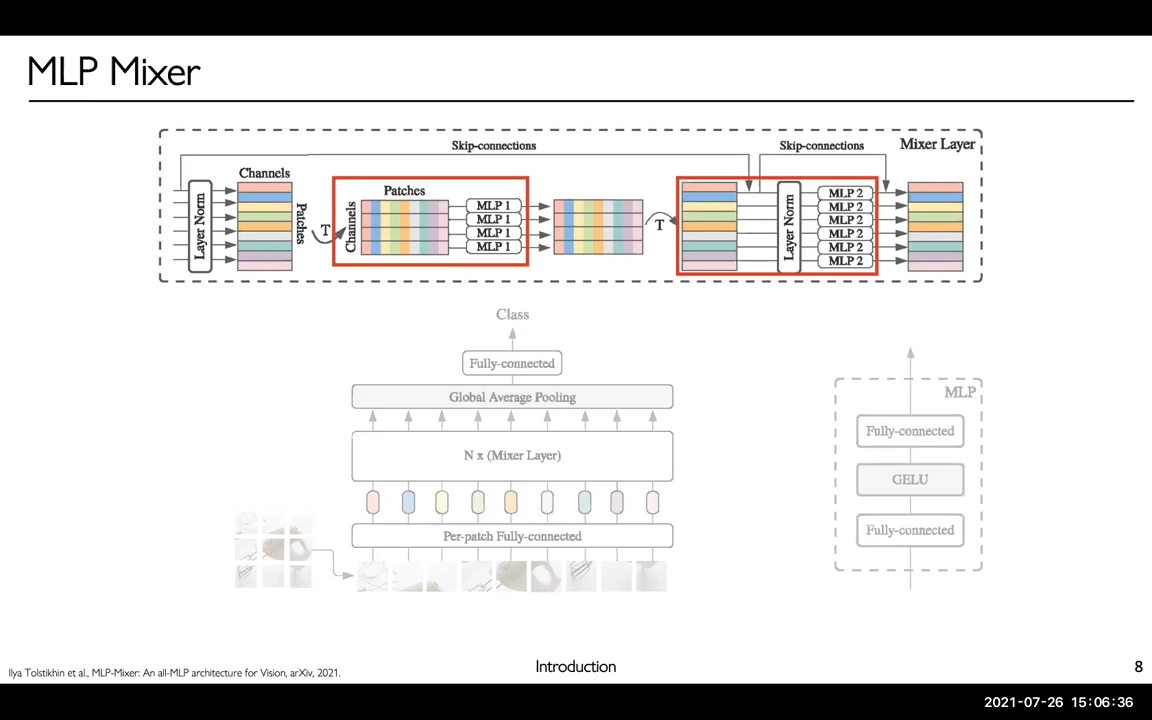 MLP Mixer
Skip-connections
Skip-connections
Mixer Layer
Channels
Patches
Layer Norm
Patches
T
Channels
MLP 1
MLP 1
MLP 1
MLP 1
T
Layer Norm
MLP 2
MLP 2
MLP 2
MLP 2
MLP 2
MLP 2
Class
Fully-connected
Global Average Pooling
N x (Mixer Layer)
Per-patch Fully-connected
MLP
Fully-connected
GELU
Fully-connected
Ilya Tolstikhin et al., MLP-Mixer: An all-MLP architecture for Vision, arXiv, 2021.
Introduction
8
2021-07-26 15:06:36